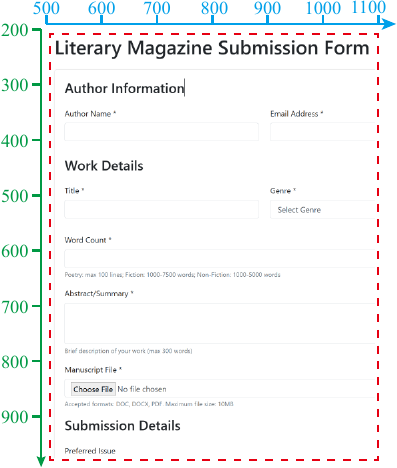 500 600 700 800 900 1000 1100
200
300
400
500
600
700
800
900
Literary Magazine Submission Form
Author Information
Author Name * Email Address *
Work Details
Title * Genre *
Select Genre
Word Count *
Poetry: max 100 lines; Fiction: 1000-7500 words; Non-Fiction: 1000-5000 words
Abstract/Summary *
Brief description of your work (max 300 words)
Manuscript File *
Choose File No file chosen
Accepted formats: DOC, DOCX, PDF. Maximum file size: 10MB
Submission Details
Preferred Issue